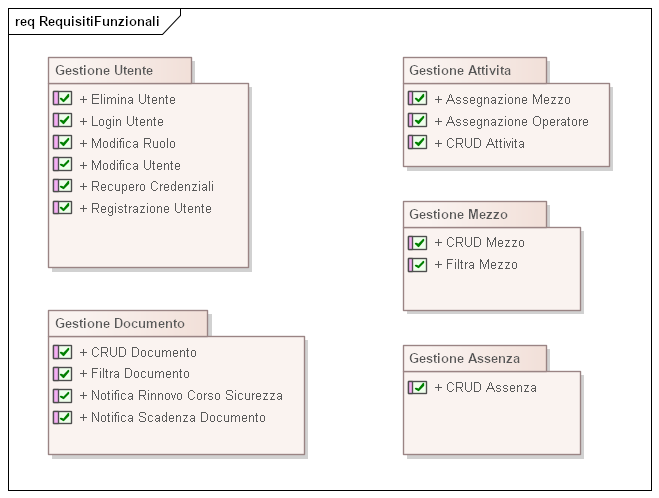 req RequisitiFunzionali
Gestione Utente
+ Elimina Utente
+ Login Utente
+ Modifica Ruolo
+ Modifica Utente
+ Recupero Credenziali
+ Registrazione Utente
Gestione Documento
+ CRUD Documento
+ Filtra Documento
+ Notifica Rinnovo Corso Sicurezza
+ Notifica Scadenza Documento
Gestione Attivita
+ Assegnazione Mezzo
+ Assegnazione Operatore
+ CRUD Attivita
Gestione Mezzo
+ CRUD Mezzo
+ Filtra Mezzo
Gestione Assenza
+ CRUD Assenza